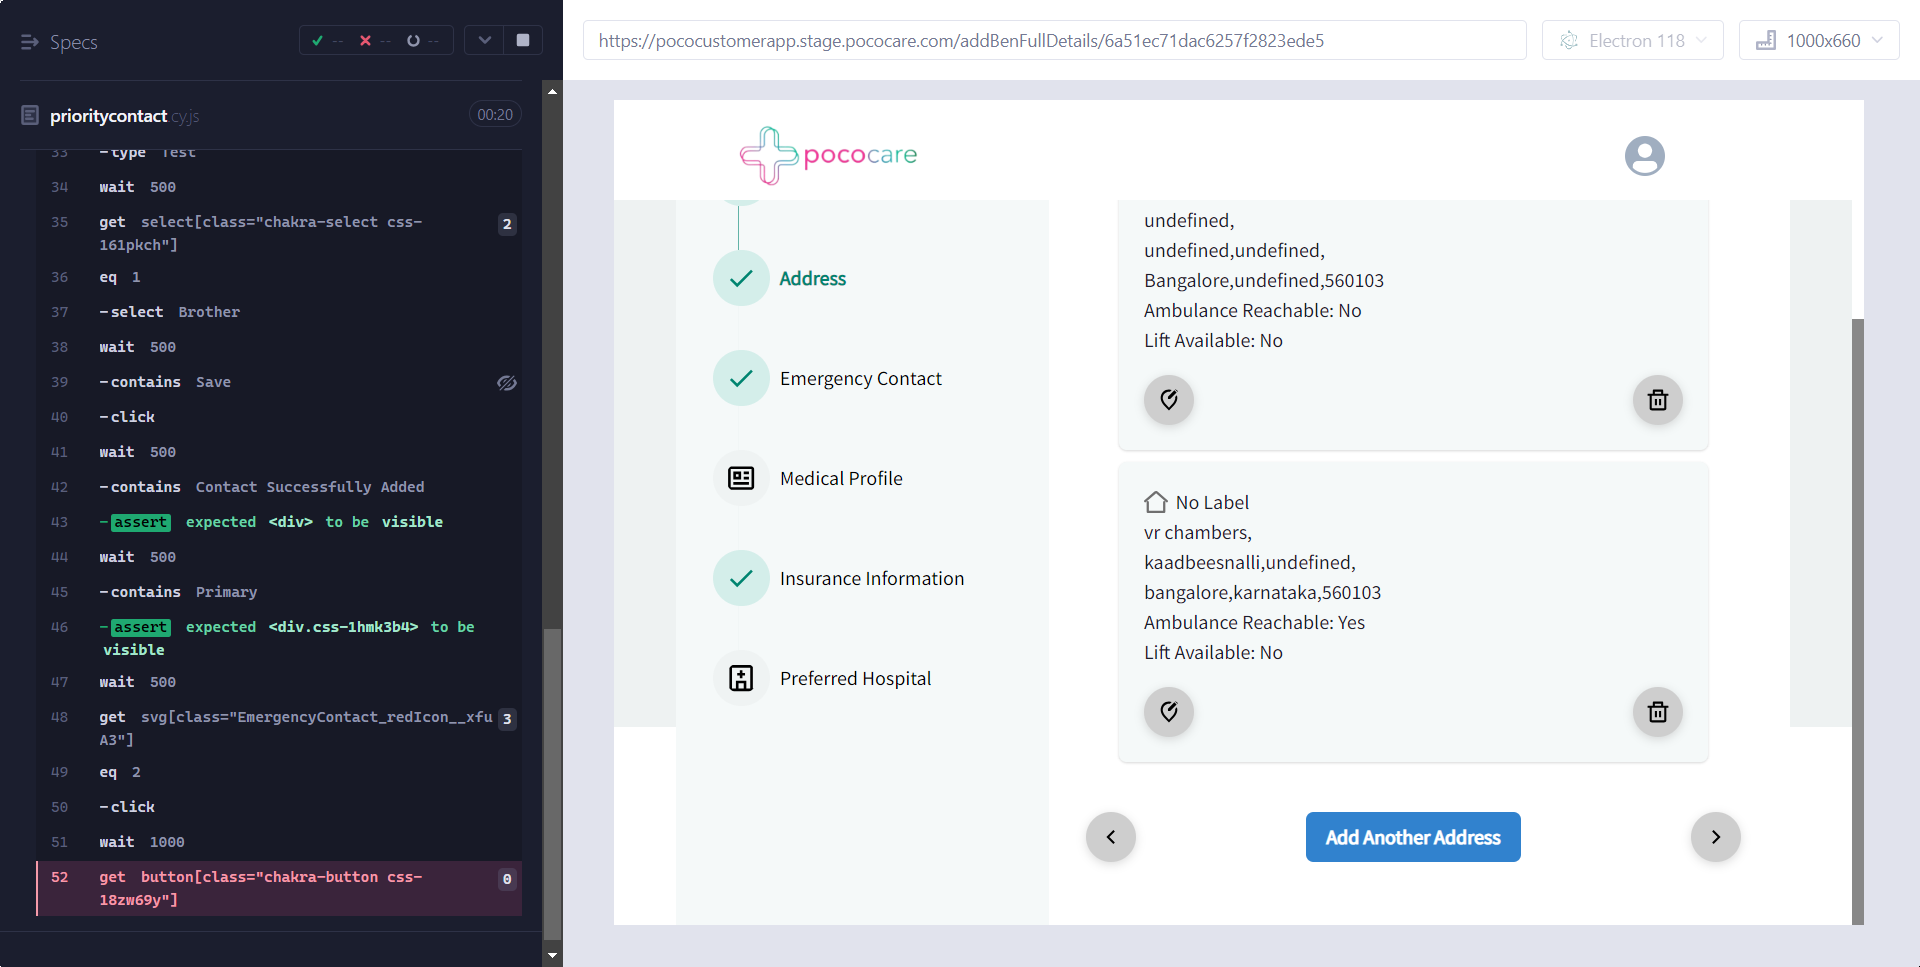 Specs
--
--
--
https://pococustomerapp.stage.pococare.com/addBenFullDetails/6a51ec71dac6257f2823ede5
Electron 118
1000x660
prioritycontact.cy.js
00:20
33 -type Test
34 wait 500
35 get select[class="chakra-select css-
161pkch"]
2
36 eq 1
37 -select Brother
38 wait 500
39 -contains Save
40 -click
41 wait 500
42 -contains Contact Successfully Added
43 -assert expected <div> to be visible
44 wait 500
45 -contains Primary
46 -assert expected <div.css-1hmk3b4> to be
visible
47 wait 500
48 get svg[class="EmergencyContact_redIcon__xfu
A3"]
3
49 eq 2
50 -click
51 wait 1000
52 get button[class="chakra-button css-
18zw69y"]
0
pococare
Address
Emergency Contact
Medical Profile
Insurance Information
Preferred Hospital
undefined,
undefined,undefined,
Bangalore,undefined,560103
Ambulance Reachable: No
Lift Available: No
No Label
vr chambers,
kaadbeesnalli,undefined,
bangalore,karnataka,560103
Ambulance Reachable: Yes
Lift Available: No
Add Another Address